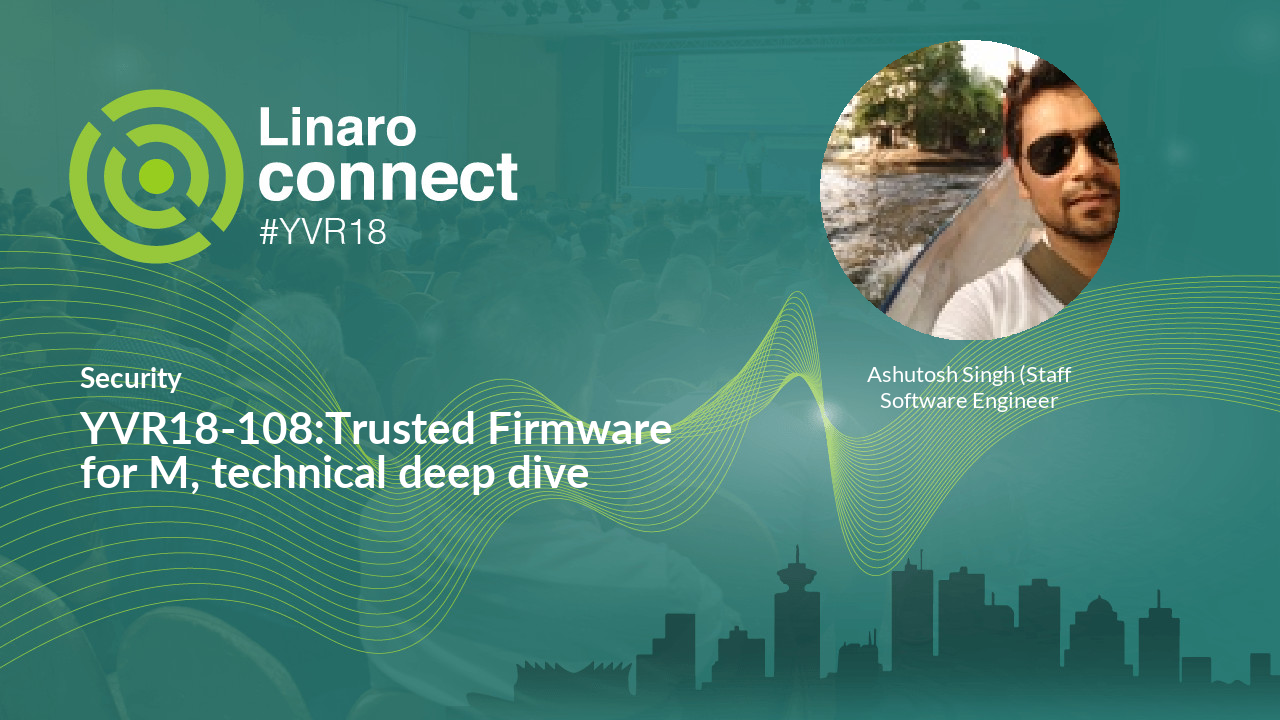 Linaro
connect
#YVR18
Security
YVR18-108:Trusted Firmware
for M, technical deep dive
Ashutosh Singh (Staff
Software Engineer